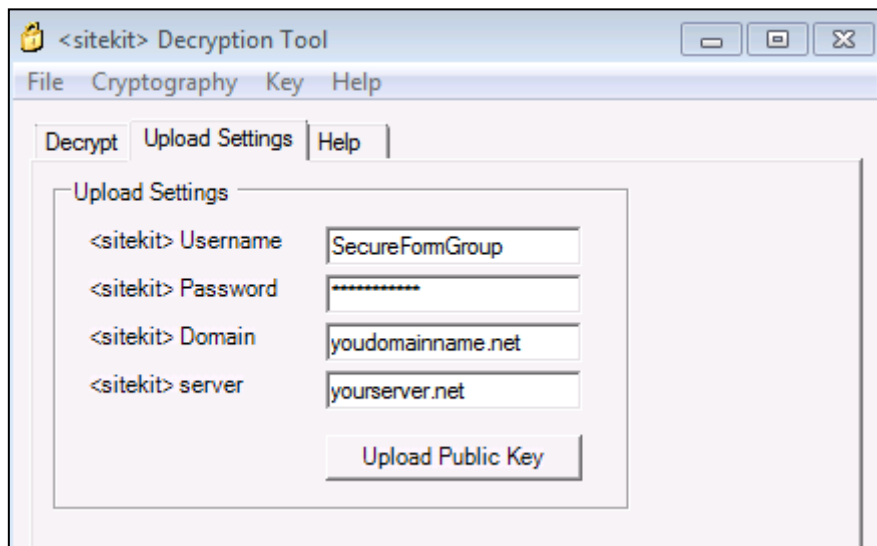 <sitekit> Decryption Tool
File Cryptography Key Help
Decrypt Upload Settings Help
Upload Settings
<sitekit> Username SecureFormGroup
<sitekit> Password ***********
<sitekit> Domain youdomainname.net
<sitekit> server yourserver.net
Upload Public Key